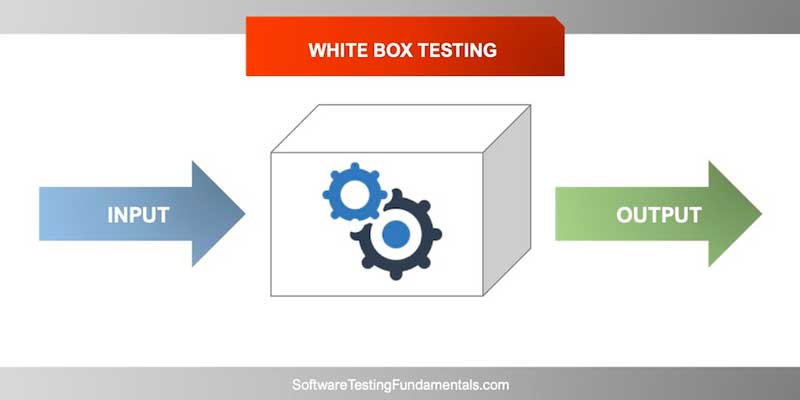 WHITE BOX TESTING
INPUT
OUTPUT
SoftwareTestingFundamentals.com